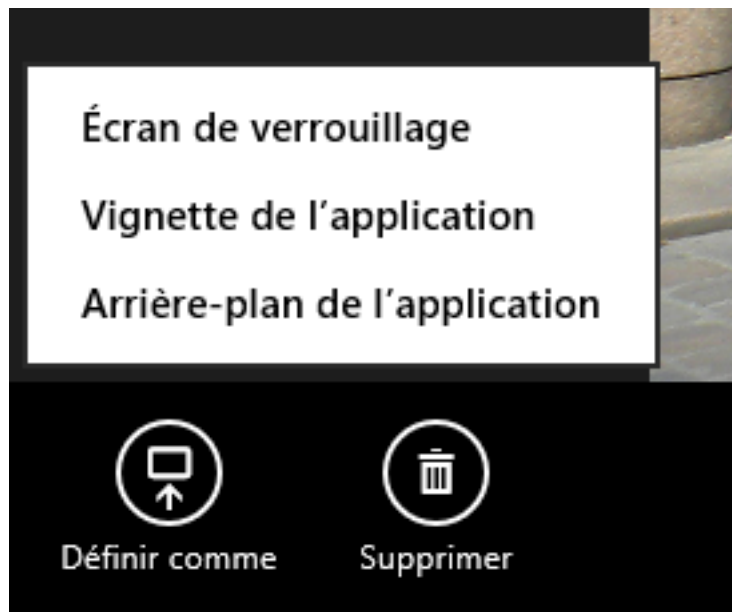 Écran de verrouillage
Vignette de l’application
Arrière-plan de l’application
Définir comme
Supprimer